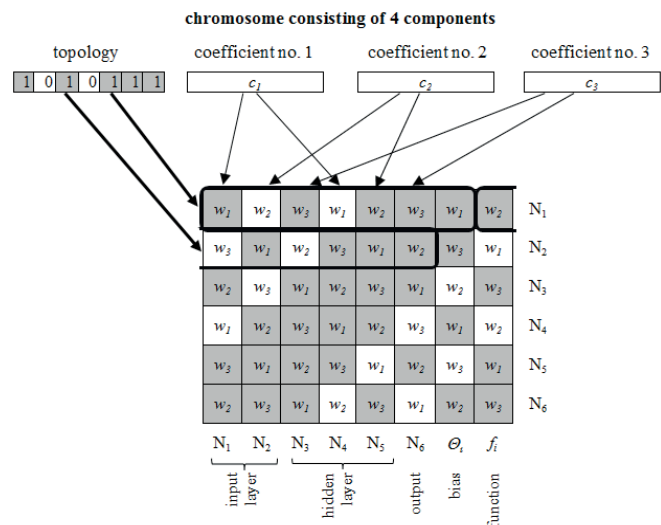 chromosome consisting of 4 components
topology coefficient no. 1 coefficient no. 2 coefficient no. 3
1 0 1 0 1 1 1 c1 c2 c3
w1 w2 w3 w1 w2 w3 w1 w2 N1
w3 w1 w2 w3 w1 w2 w3 w1 N2
w2 w3 w1 w2 w3 w1 w2 w3 N3
w1 w2 w3 w1 w2 w3 w1 w2 N4
w3 w1 w2 w3 w1 w2 w3 w1 N5
w2 w3 w1 w2 w3 w1 w2 w3 N6
N1 N2 N3 N4 N5 N6 Θi fi
input
layer
hidden
layer
output
bias
function